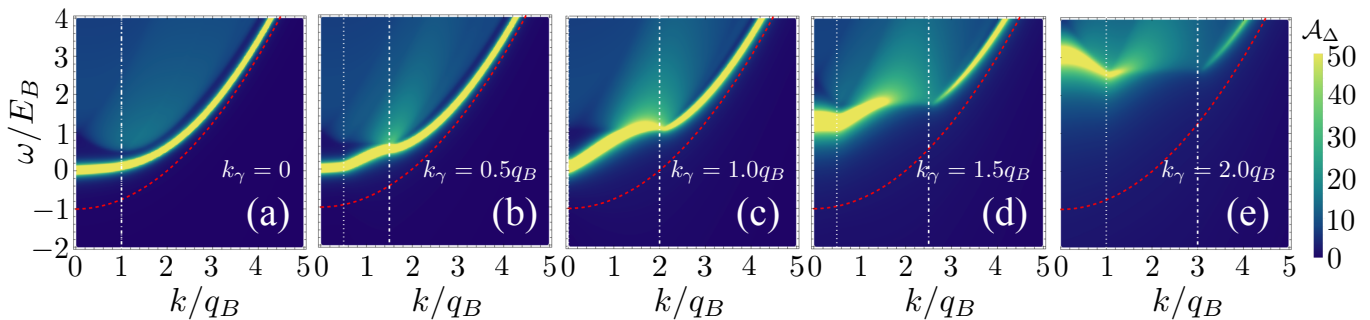 4
3
2
1
0
−1
−2
ω/E_B
k_γ = 0
(a)
0 1 2 3 4 5
k/q_B
k_γ = 0.5q_B
(b)
0 1 2 3 4 5
k/q_B
k_γ = 1.0q_B
(c)
0 1 2 3 4 5
k/q_B
k_γ = 1.5q_B
(d)
0 1 2 3 4 5
k/q_B
k_γ = 2.0q_B
(e)
0 1 2 3 4 5
k/q_B
𝒜_Δ
50
40
30
20
10
0